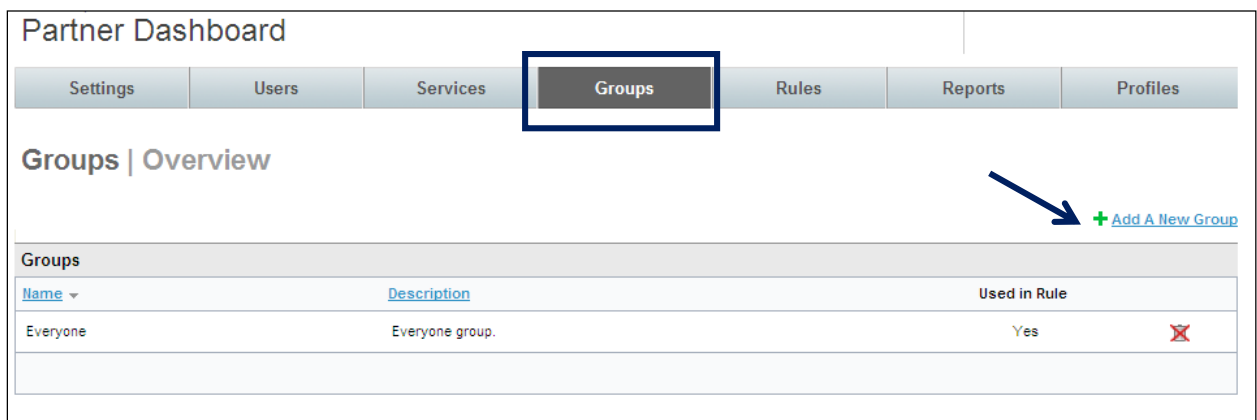 Partner Dashboard
Settings Users Services Groups Rules Reports Profiles
Groups | Overview
Add A New Group
Groups
Name Description Used in Rule
Everyone Everyone group. Yes